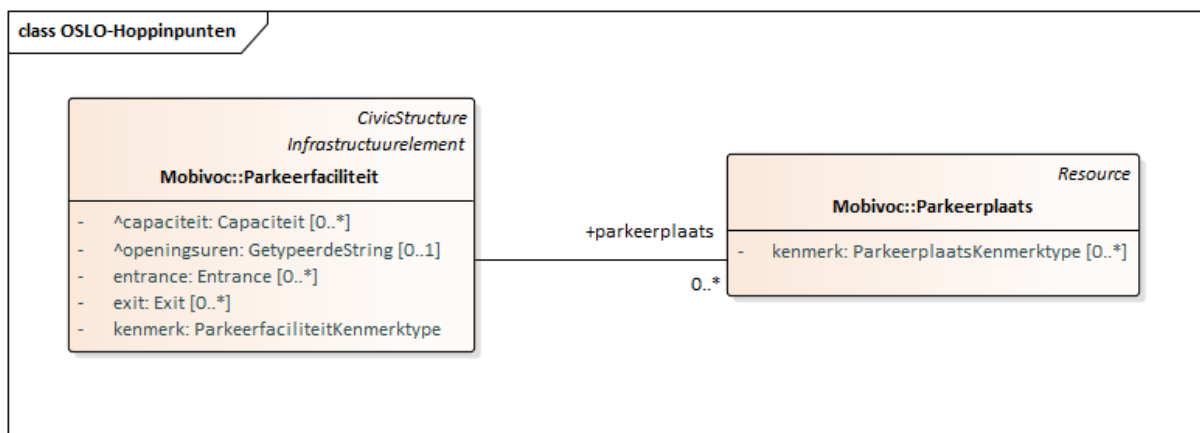 class OSLO-Hoppinpunten
CivicStructure
Infrastructuurelement
Mobivoc::Parkeerfaciliteit
- ^capaciteit: Capaciteit [0..*]
- ^openingsuren: GetypeerdeString [0..1]
- entrance: Entrance [0..*]
- exit: Exit [0..*]
- kenmerk: ParkeerfaciliteitKenmerktype
+parkeerplaats
0..*
Resource
Mobivoc::Parkeerplaats
- kenmerk: ParkeerplaatsKenmerktype [0..*]